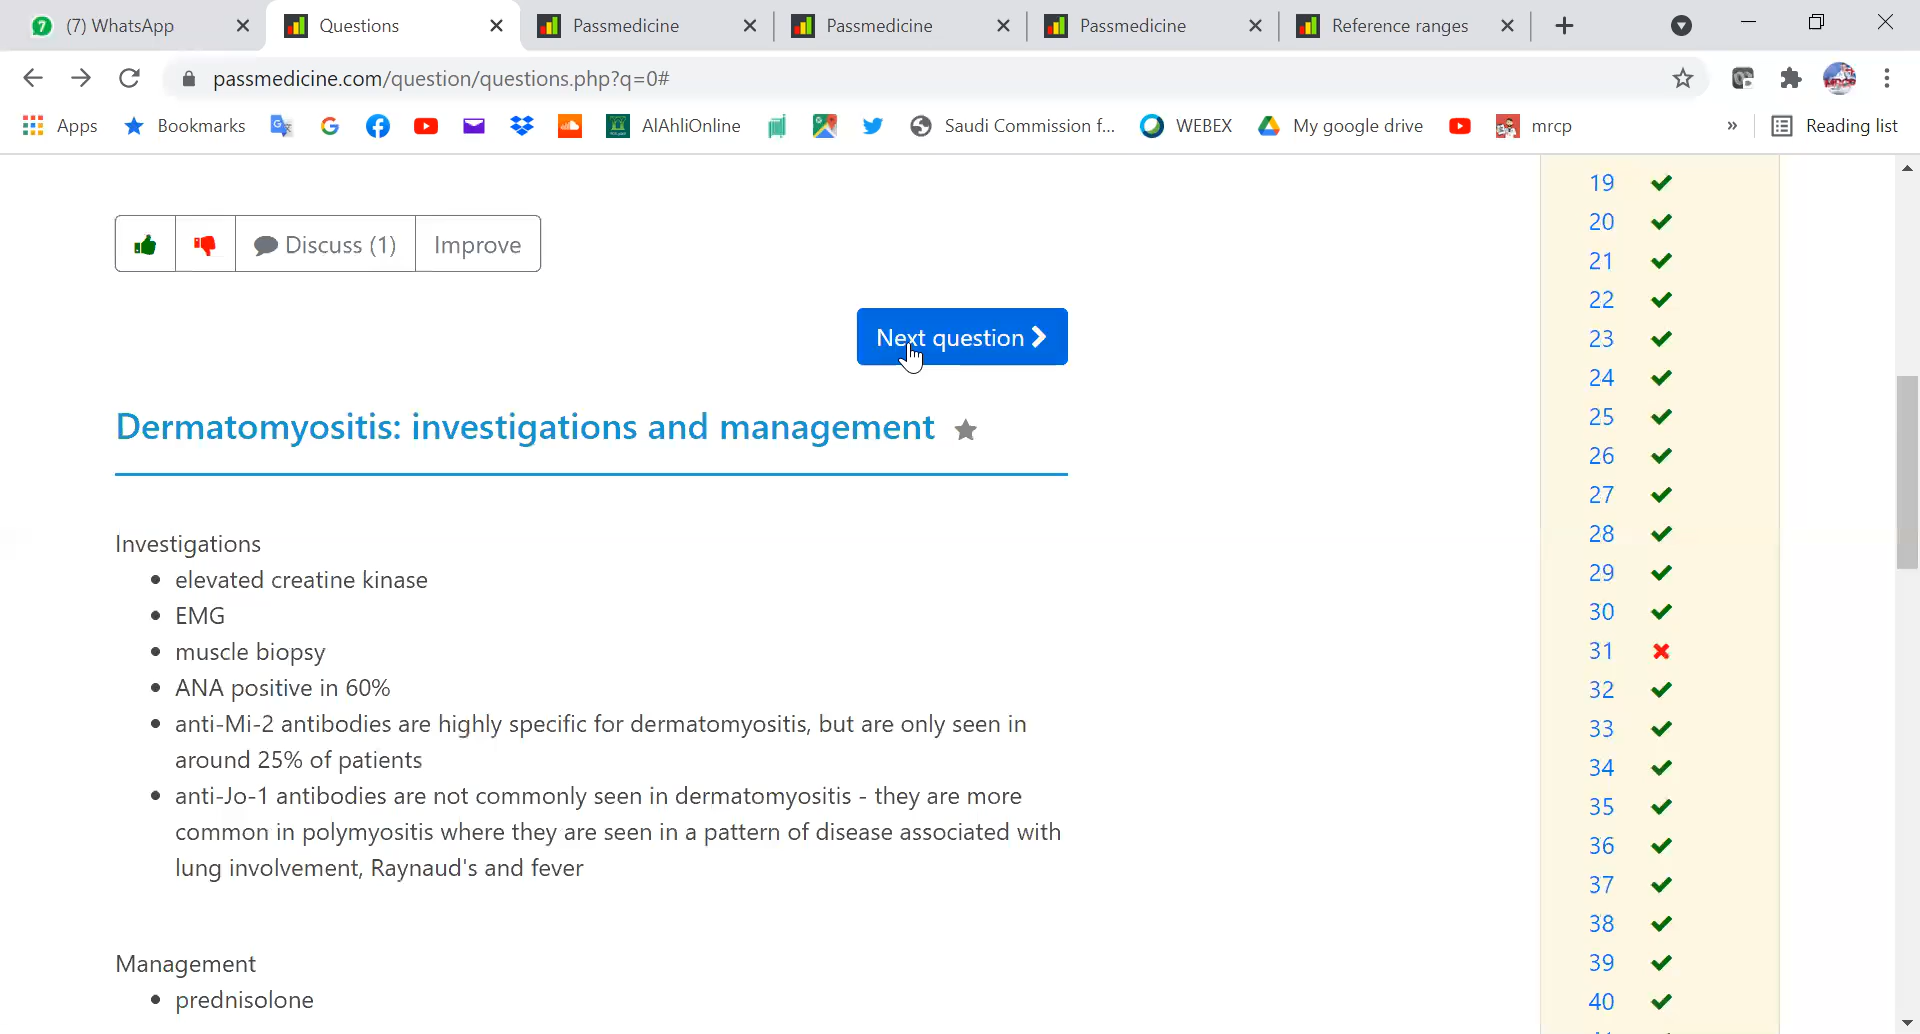 7 (7) WhatsApp Questions Passmedicine Passmedicine Passmedicine Reference ranges
passmedicine.com/question/questions.php?q=0#
Apps Bookmarks AlAhliOnline Saudi Commission f... WEBEX My google drive mrcp » Reading list
Discuss (1) Improve
Next question
Dermatomyositis: investigations and management
Investigations
• elevated creatine kinase
• EMG
• muscle biopsy
• ANA positive in 60%
• anti-Mi-2 antibodies are highly specific for dermatomyositis, but are only seen in
around 25% of patients
• anti-Jo-1 antibodies are not commonly seen in dermatomyositis - they are more
common in polymyositis where they are seen in a pattern of disease associated with
lung involvement, Raynaud's and fever
Management
• prednisolone
19
20
21
22
23
24
25
26
27
28
29
30
31
32
33
34
35
36
37
38
39
40